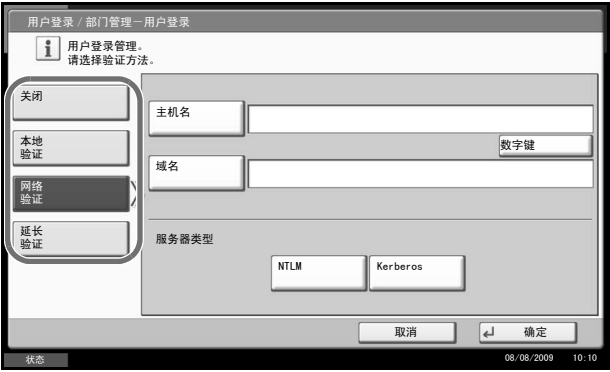 用户登录 / 部门管理－用户登录
用户登录管理。
请选择验证方法。
关闭
本地
验证
网络
验证
延长
验证
主机名
数字键
域名
服务器类型
NTLM
Kerberos
取消
确定
状态
08/08/2009 10:10